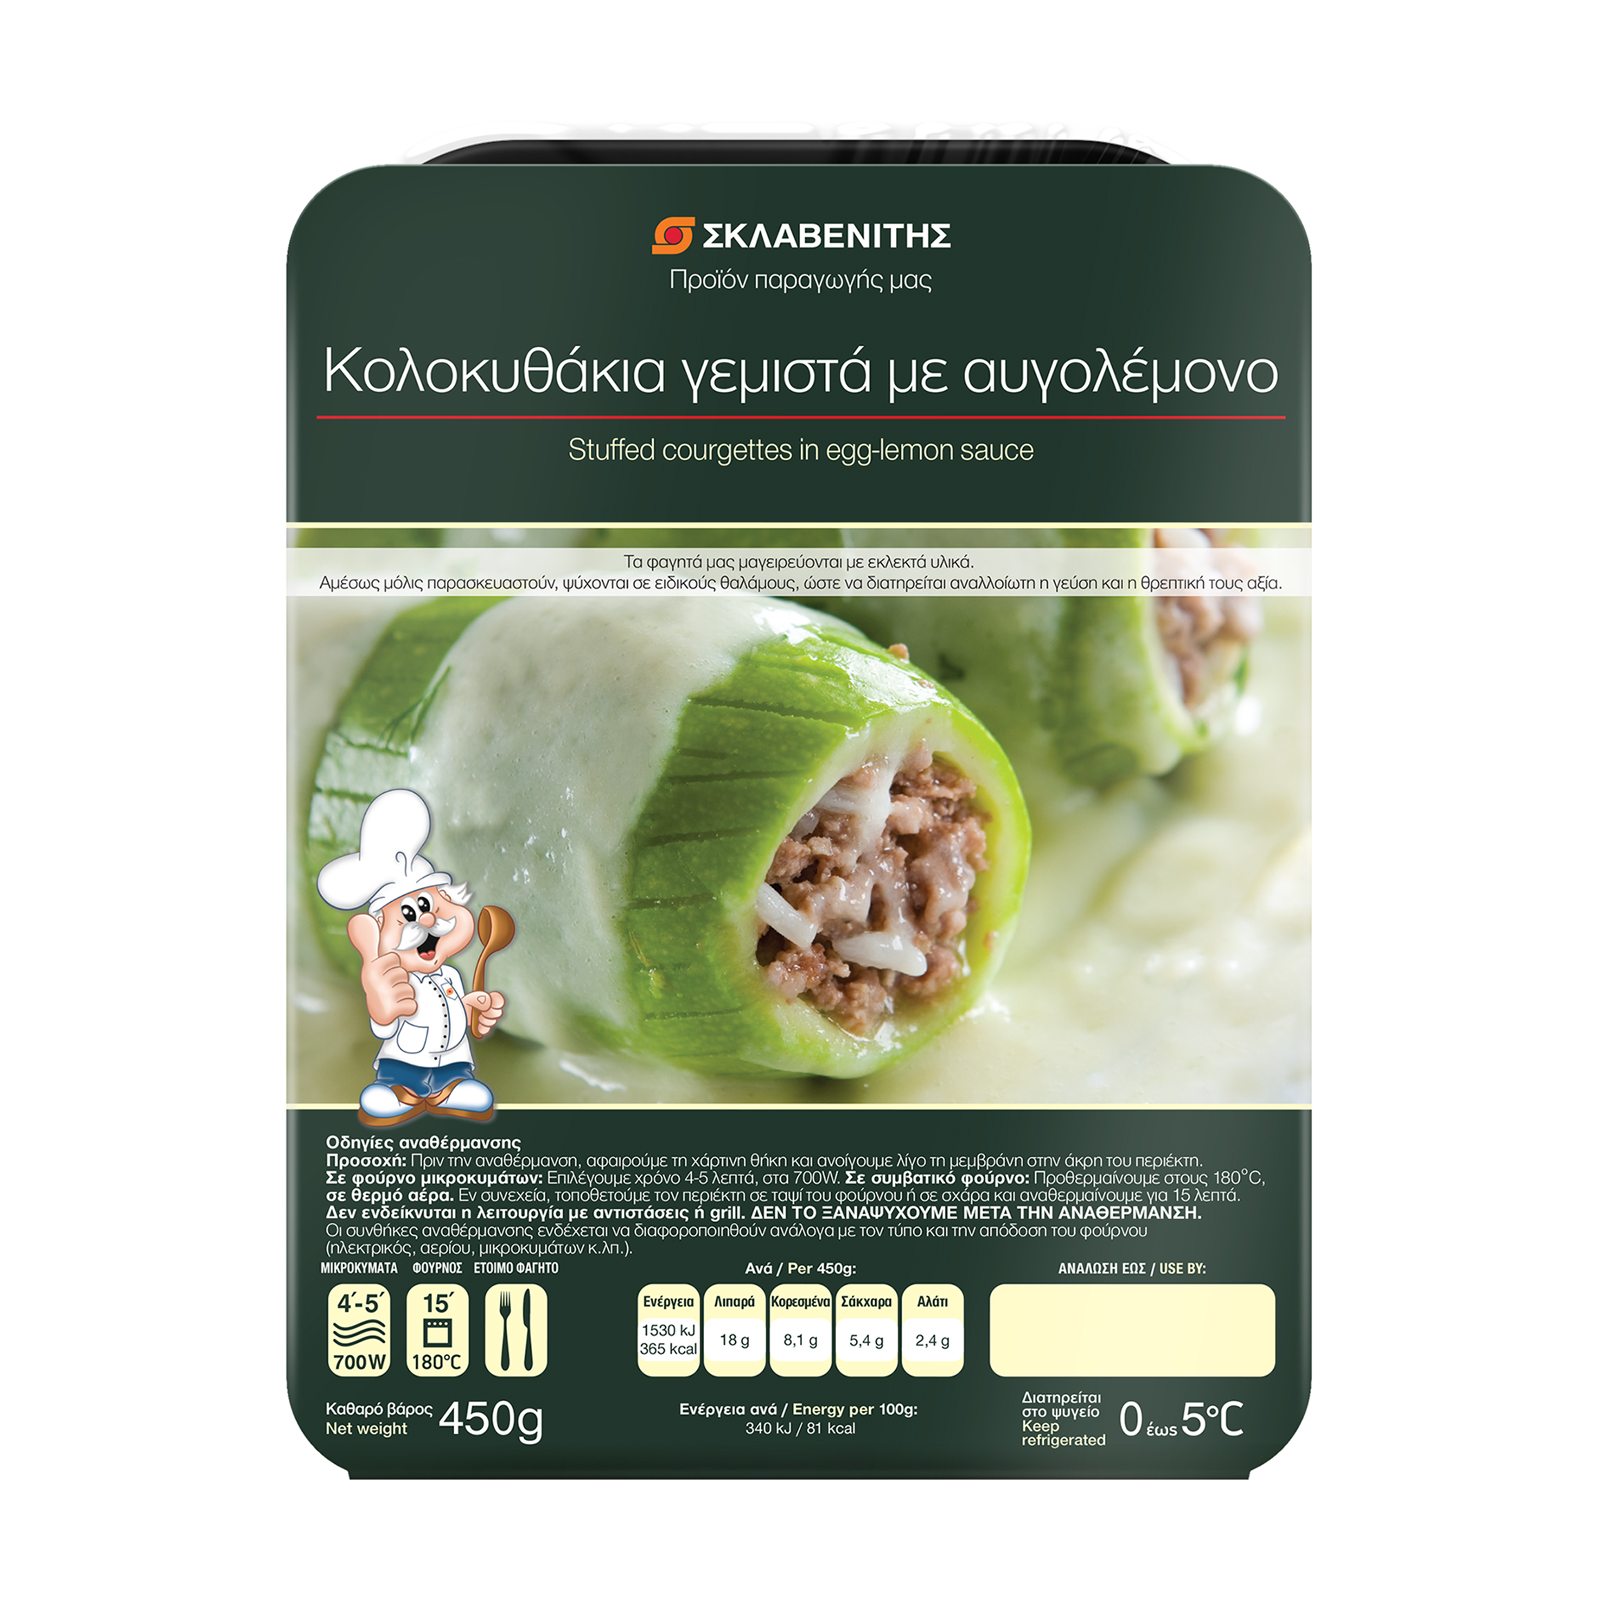 ΣΚΛΑΒΕΝΙΤΗΣ
Προϊόν παραγωγής μας
Κολοκυθάκια γεμιστά με αυγολέμονο
Stuffed courgettes in egg-lemon sauce
Τα φαγητά μας μαγειρεύονται με εκλεκτά υλικά.
Αμέσως μόλις παρασκευαστούν, ψύχονται σε ειδικούς θαλάμους, ώστε να διατηρείται αναλλοίωτη η γεύση και η θρεπτική τους αξία.
Οδηγίες αναθέρμανσης
Προσοχή: Πριν την αναθέρμανση, αφαιρούμε τη χάρτινη θήκη και ανοίγουμε λίγο τη μεμβράνη στην άκρη του περιέκτη.
Σε φούρνο μικροκυμάτων: Επιλέγουμε χρόνο 4-5 λεπτά, στα 700W. Σε συμβατικό φούρνο: Προθερμαίνουμε στους 180°C,
σε θερμό αέρα. Εν συνεχεία, τοποθετούμε τον περιέκτη σε ταψί του φούρνου ή σε σχάρα και αναθερμαίνουμε για 15 λεπτά.
Δεν ενδείκνυται η λειτουργία με αντιστάσεις ή grill. ΔΕΝ ΤΟ ΞΑΝΑΨΥΧΟΥΜΕ ΜΕΤΑ ΤΗΝ ΑΝΑΘΕΡΜΑΝΣΗ.
Οι συνθήκες αναθέρμανσης ενδέχεται να διαφοροποιηθούν ανάλογα με τον τύπο και την απόδοση του φούρνου
(ηλεκτρικός, αερίου, μικροκυμάτων κ.λπ.).
ΜΙΚΡΟΚΥΜΑΤΑ ΦΟΥΡΝΟΣ ΕΤΟΙΜΟ ΦΑΓΗΤΟ
4΄-5΄ 15΄
700W 180°C
Ανά / Per 450g:
Ενέργεια Λιπαρά Κορεσμένα Σάκχαρα Αλάτι
1530 kJ
365 kcal 18 g 8,1 g 5,4 g 2,4 g
ΑΝΑΛΩΣΗ ΕΩΣ / USE BY:
Καθαρό βάρος
Net weight 450g
Ενέργεια ανά / Energy per 100g:
340 kJ / 81 kcal
Διατηρείται
στο ψυγείο
Keep
refrigerated
0 έως 5°C